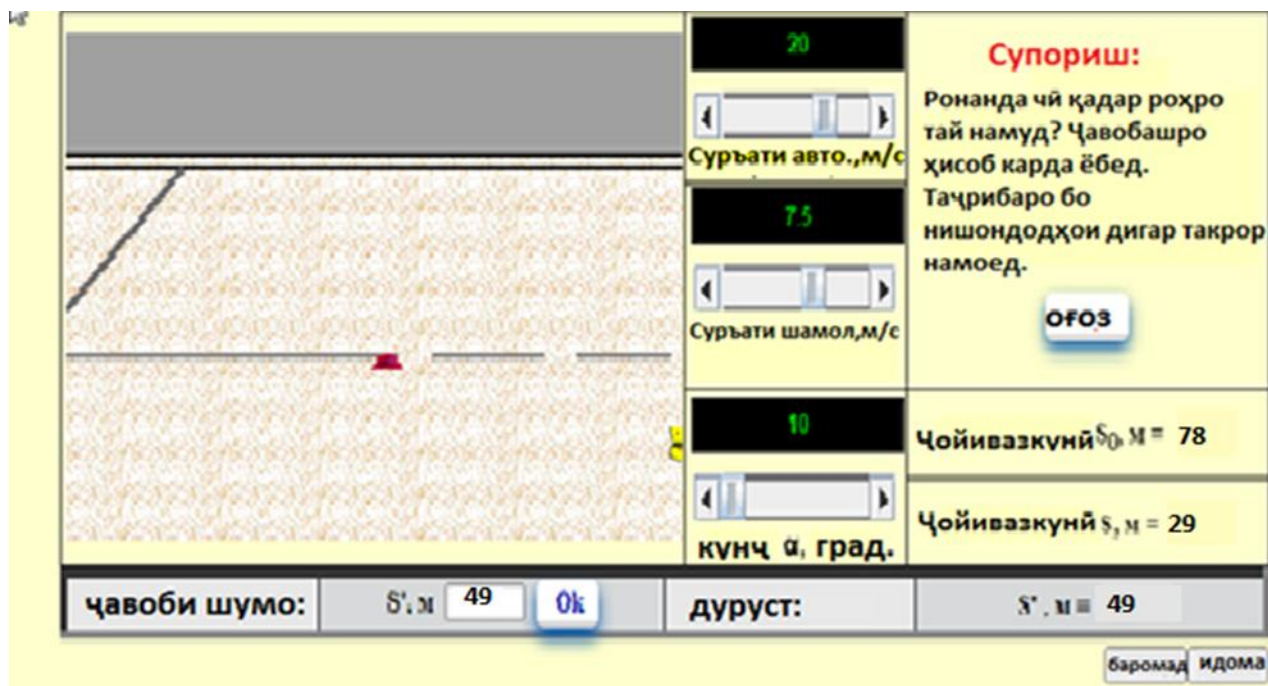 20
Суръати авто.,м/с
7.5
Суръати шамол,м/с
10
кунҷ α, град.
Супориш:
Ронанда чӣ қадар роҳро
тай намуд? Ҷавобашро
ҳисоб карда ёбед.
Таҷрибаро бо
нишондодҳои дигар такрор
намоед.
оғоз
Ҷойивазкунӣ S₀, м = 78
Ҷойивазкунӣ s, м = 29
ҷавоби шумо:
S', м 49
Ok
дуруст:
S' , м = 49
баромад идома